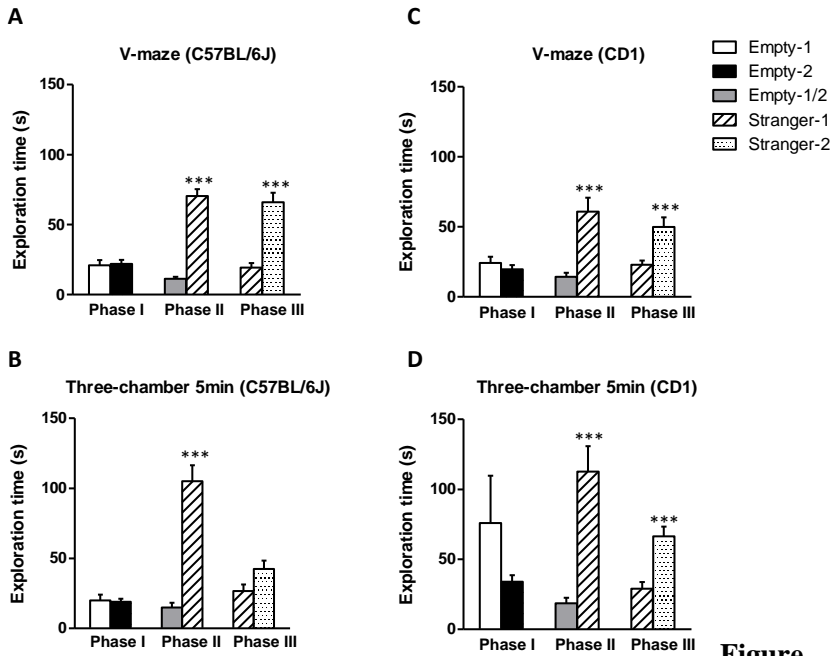 A
V-maze (C57BL/6J)
Exploration time (s)
150
100
50
0
***
***
Phase I
Phase II
Phase III
C
V-maze (CD1)
Exploration time (s)
150
100
50
0
***
***
Phase I
Phase II
Phase III
Empty-1
Empty-2
Empty-1/2
Stranger-1
Stranger-2
B
Three-chamber 5min (C57BL/6J)
Exploration time (s)
150
100
50
0
***
Phase I
Phase II
Phase III
D
Three-chamber 5min (CD1)
Exploration time (s)
150
100
50
0
***
***
Phase I
Phase II
Phase III
Figure